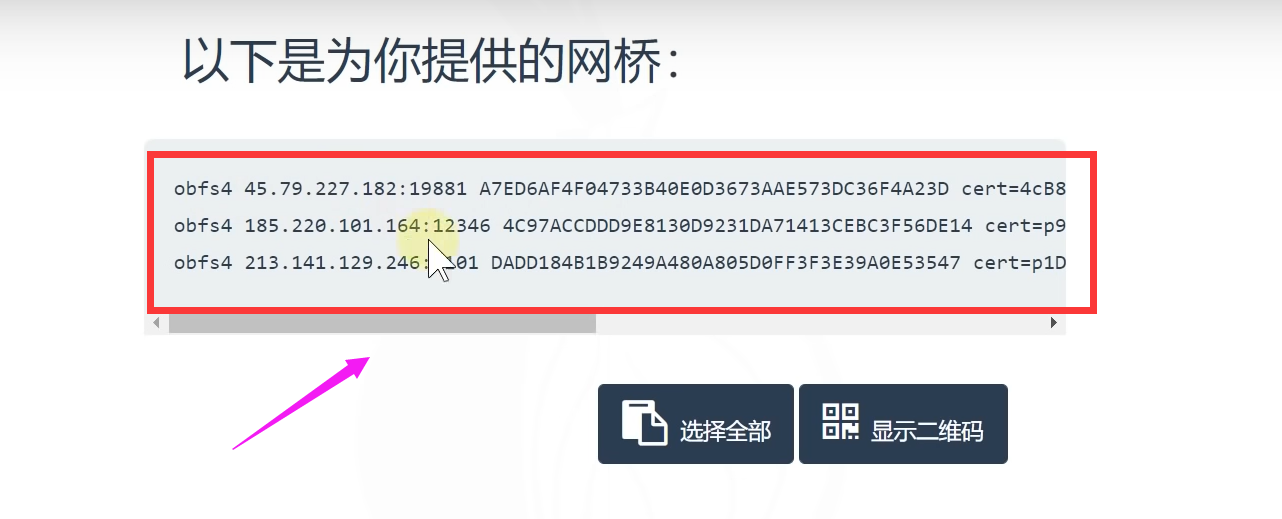 以下是为你提供的网桥：
obfs4 45.79.227.182:19881 A7ED6AF4F04733B40E0D3673AAE573DC36F4A23D cert=4cB8
obfs4 185.220.101.164:12346 4C97ACCDDD9E8130D9231DA71413CEBC3F56DE14 cert=p9
obfs4 213.141.129.246: DADD184B1B9249A480A805D0FF3F3E39A0E53547 cert=p1D
选择全部
显示二维码